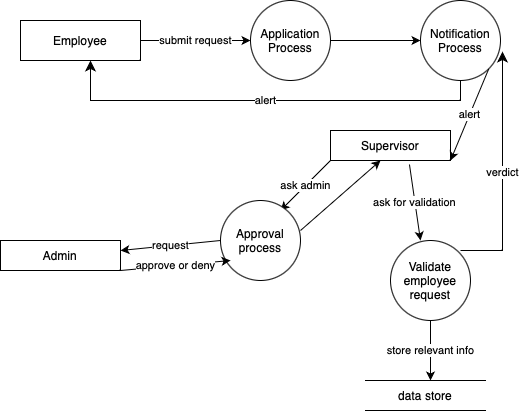 Employee
submit request
Application
Process
Notification
Process
alert
alert
Supervisor
verdict
ask admin
ask for validation
Approval
process
request
Admin
approve or deny
Validate
employee
request
store relevant info
data store